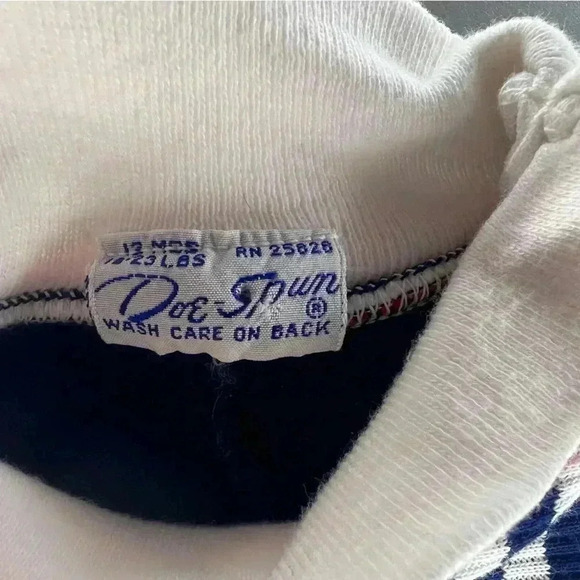 12 MOS RN 25828
18-23 LBS
Doe-Spun ®
WASH CARE ON BACK